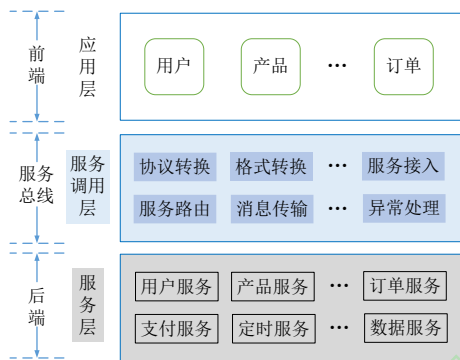 前端
应用层
用户 产品 … 订单
服务总线
服务调用层
协议转换 格式转换 … 服务接入
服务路由 消息传输 … 异常处理
后端
服务层
用户服务 产品服务 … 订单服务
支付服务 定时服务 … 数据服务